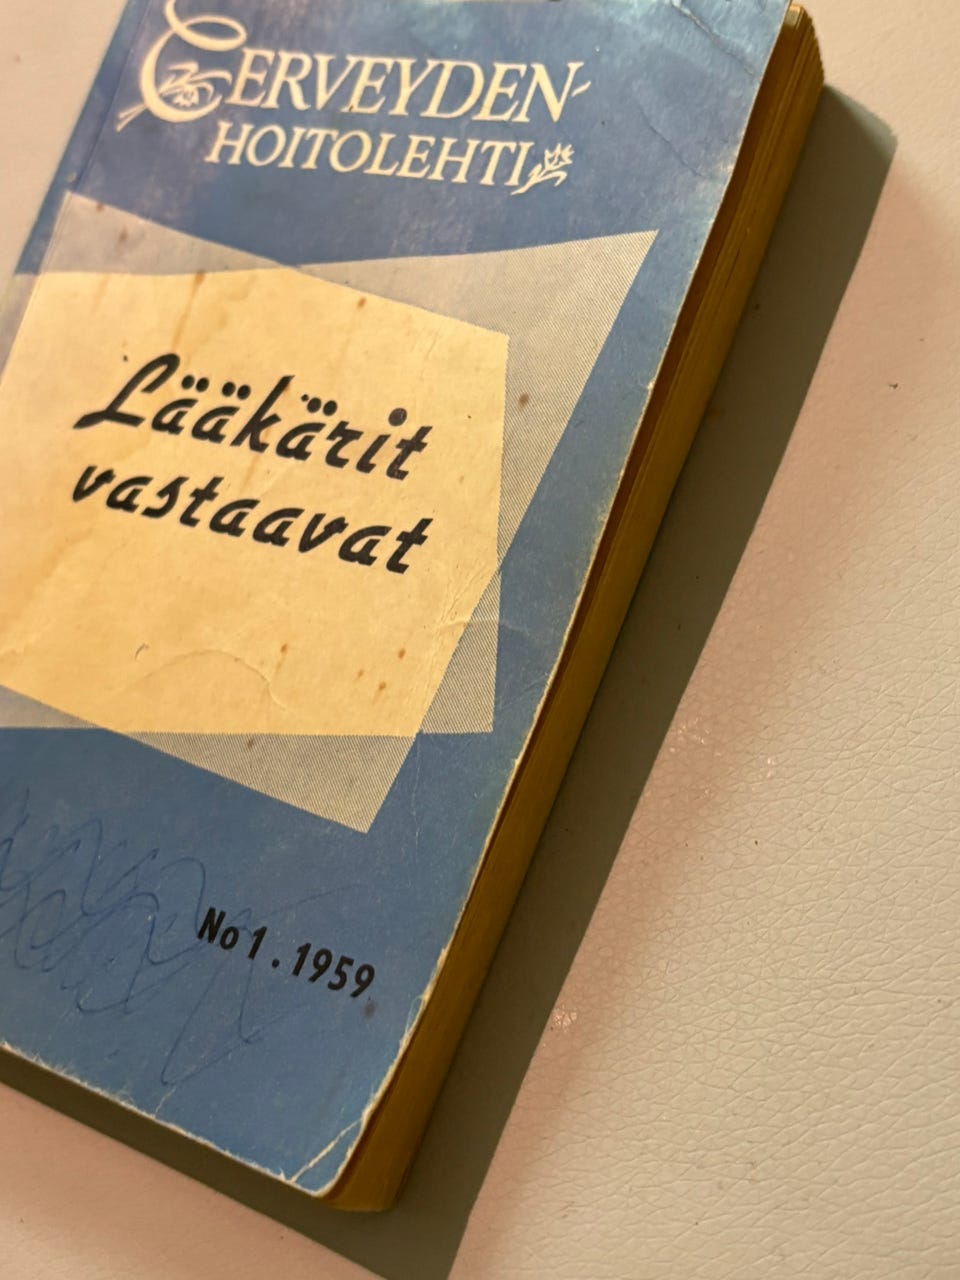 TERVEYDEN-
HOITOLEHTI
Lääkärit
vastaavat
No 1 . 1959